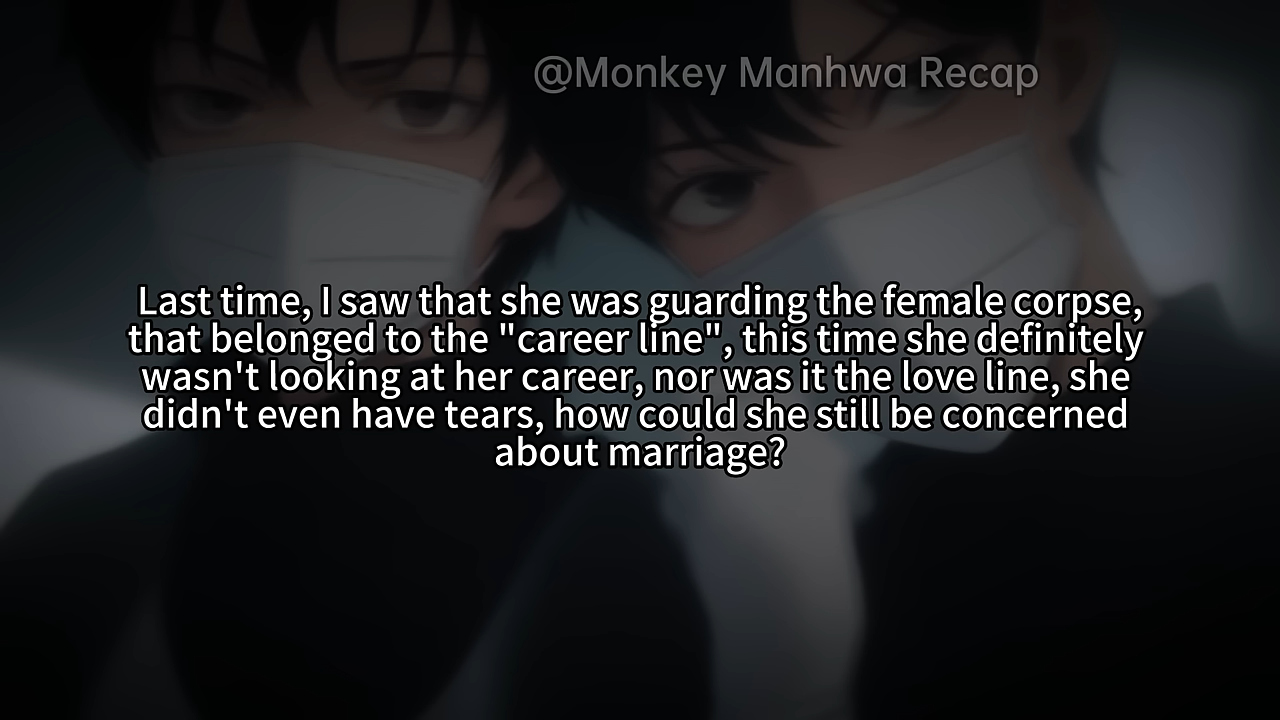 @Monkey Manhwa Recap
Last time, I saw that she was guarding the female corpse,
that belonged to the "career line", this time she definitely
wasn't looking at her career, nor was it the love line, she
didn't even have tears, how could she still be concerned
about marriage?